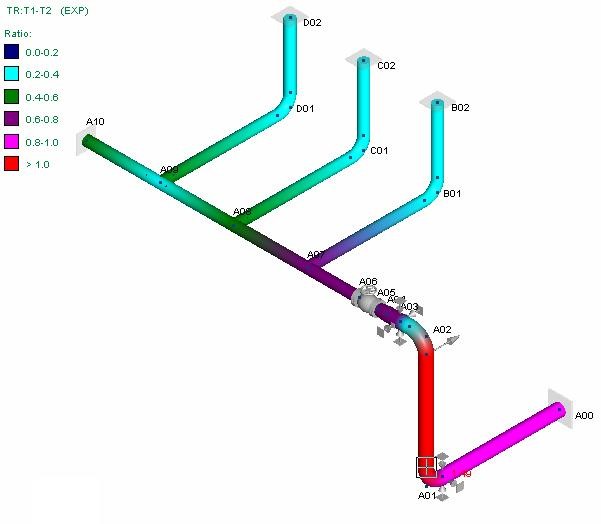 TR:T1-T2 (EXP)
Ratio:
0.0-0.2
0.2-0.4
0.4-0.6
0.6-0.8
0.8-1.0
> 1.0
D02
C02
B02
D01
A10
C01
A09
B01
A08
A07
A06
A05
A03
A02
A00
A01